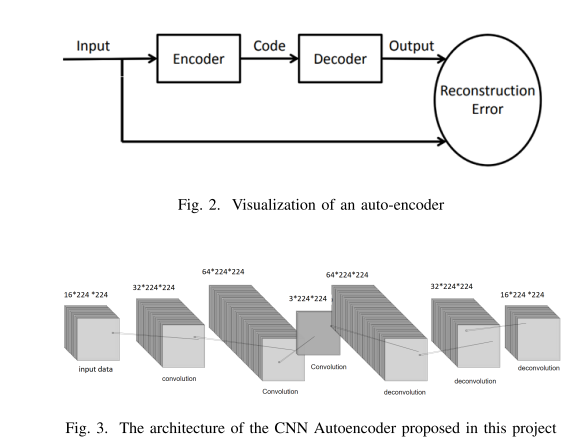 Input
Encoder
Code
Decoder
Output
Reconstruction
Error
Fig. 2. Visualization of an auto-encoder
16*224 *224
32*224*224
64*224*224
3*224*224
64*224*224
32*224*224
16*224 *224
input data
convolution
Convolution
Convolution
deconvolution
deconvolution
deconvolution
Fig. 3. The architecture of the CNN Autoencoder proposed in this project